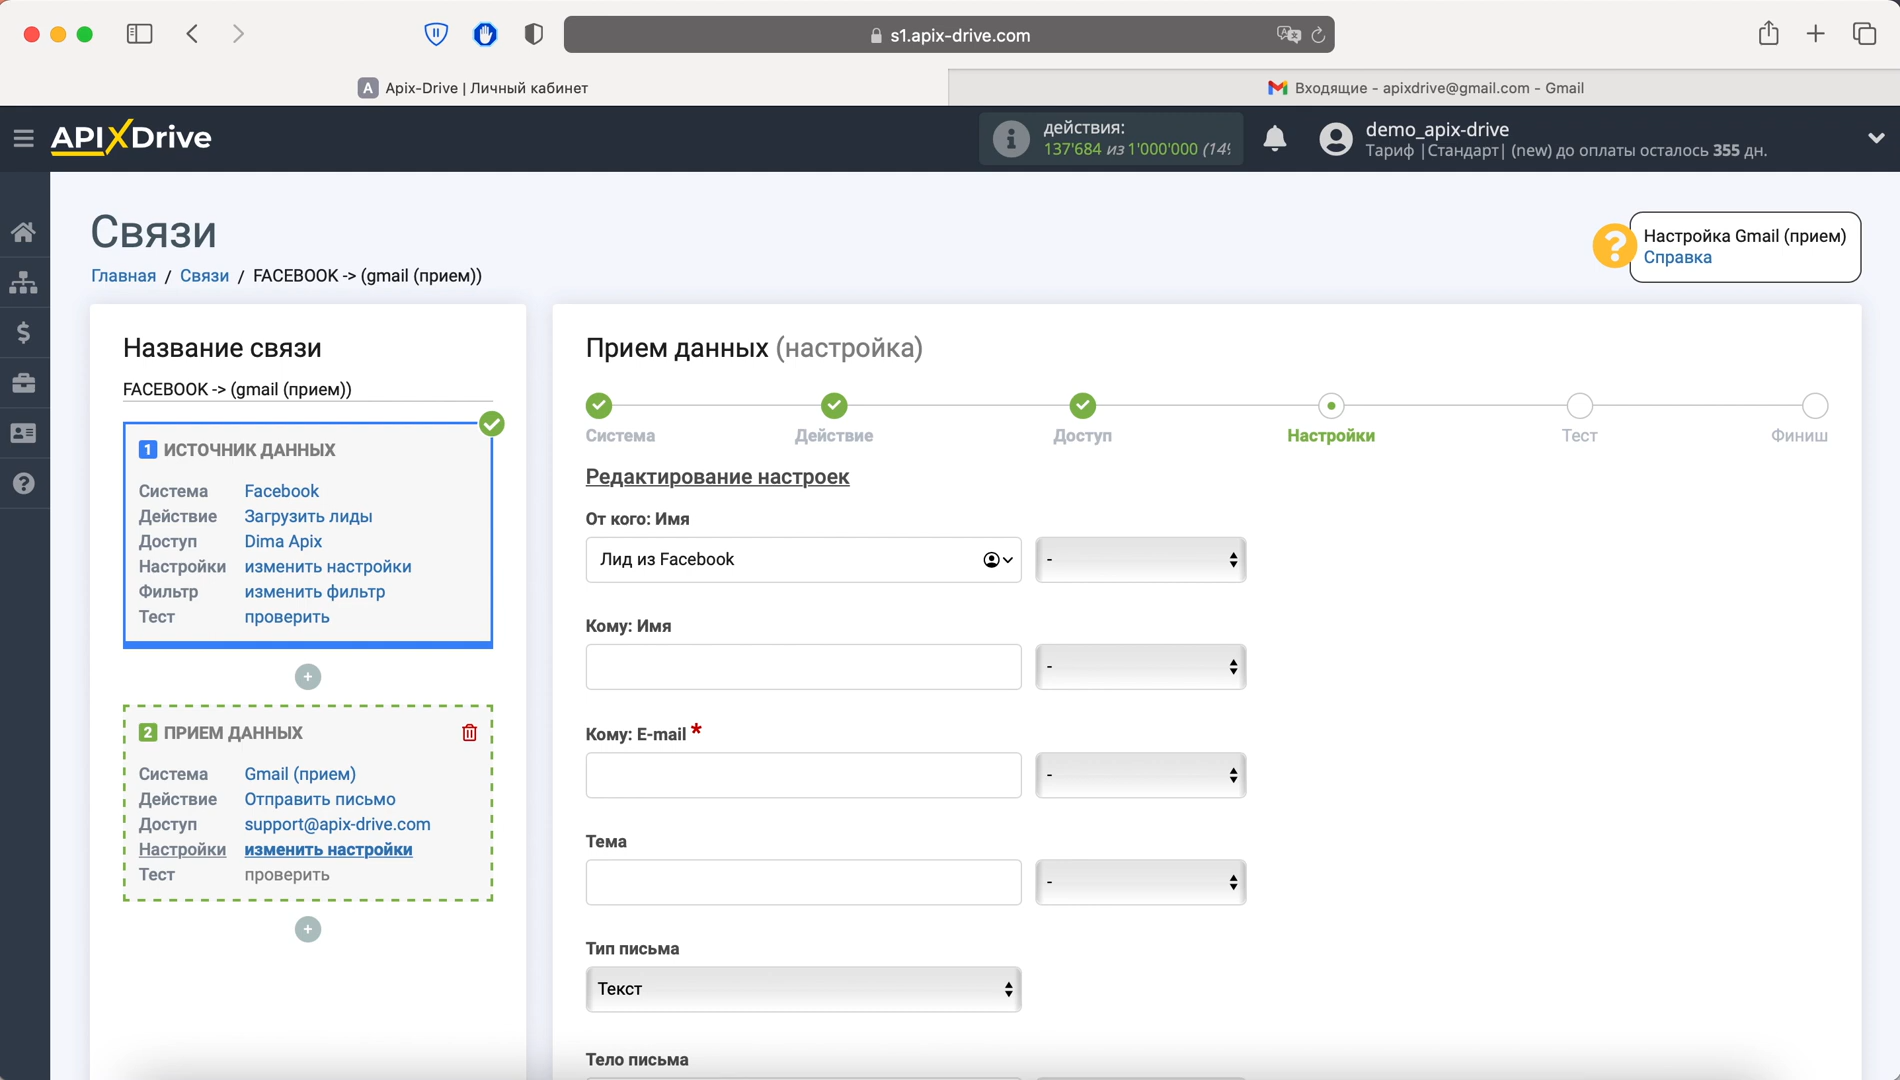 s1.apix-drive.com
A Apix-Drive | Личный кабинет
Входящие - apixdrive@gmail.com - Gmail
APIXDrive
действия:
137'684 из 1'000'000 (14
demo_apix-drive
Тариф |Стандарт| (new) до оплаты осталось 355 дн.
Связи
Главная / Связи / FACEBOOK -> (gmail (прием))
? Настройка Gmail (прием)
Справка
Название связи
FACEBOOK -> (gmail (прием))
1 ИСТОЧНИК ДАННЫХ
Система Facebook
Действие Загрузить лиды
Доступ Dima Apix
Настройки изменить настройки
Фильтр изменить фильтр
Тест проверить
+
2 ПРИЕМ ДАННЫХ
Система Gmail (прием)
Действие Отправить письмо
Доступ support@apix-drive.com
Настройки изменить настройки
Тест проверить
+
Прием данных (настройка)
Система Действие Доступ Настройки Тест Финиш
Редактирование настроек
От кого: Имя
Лид из Facebook -
Кому: Имя
-
Кому: E-mail *
-
Тема
-
Тип письма
Текст
Тело письма